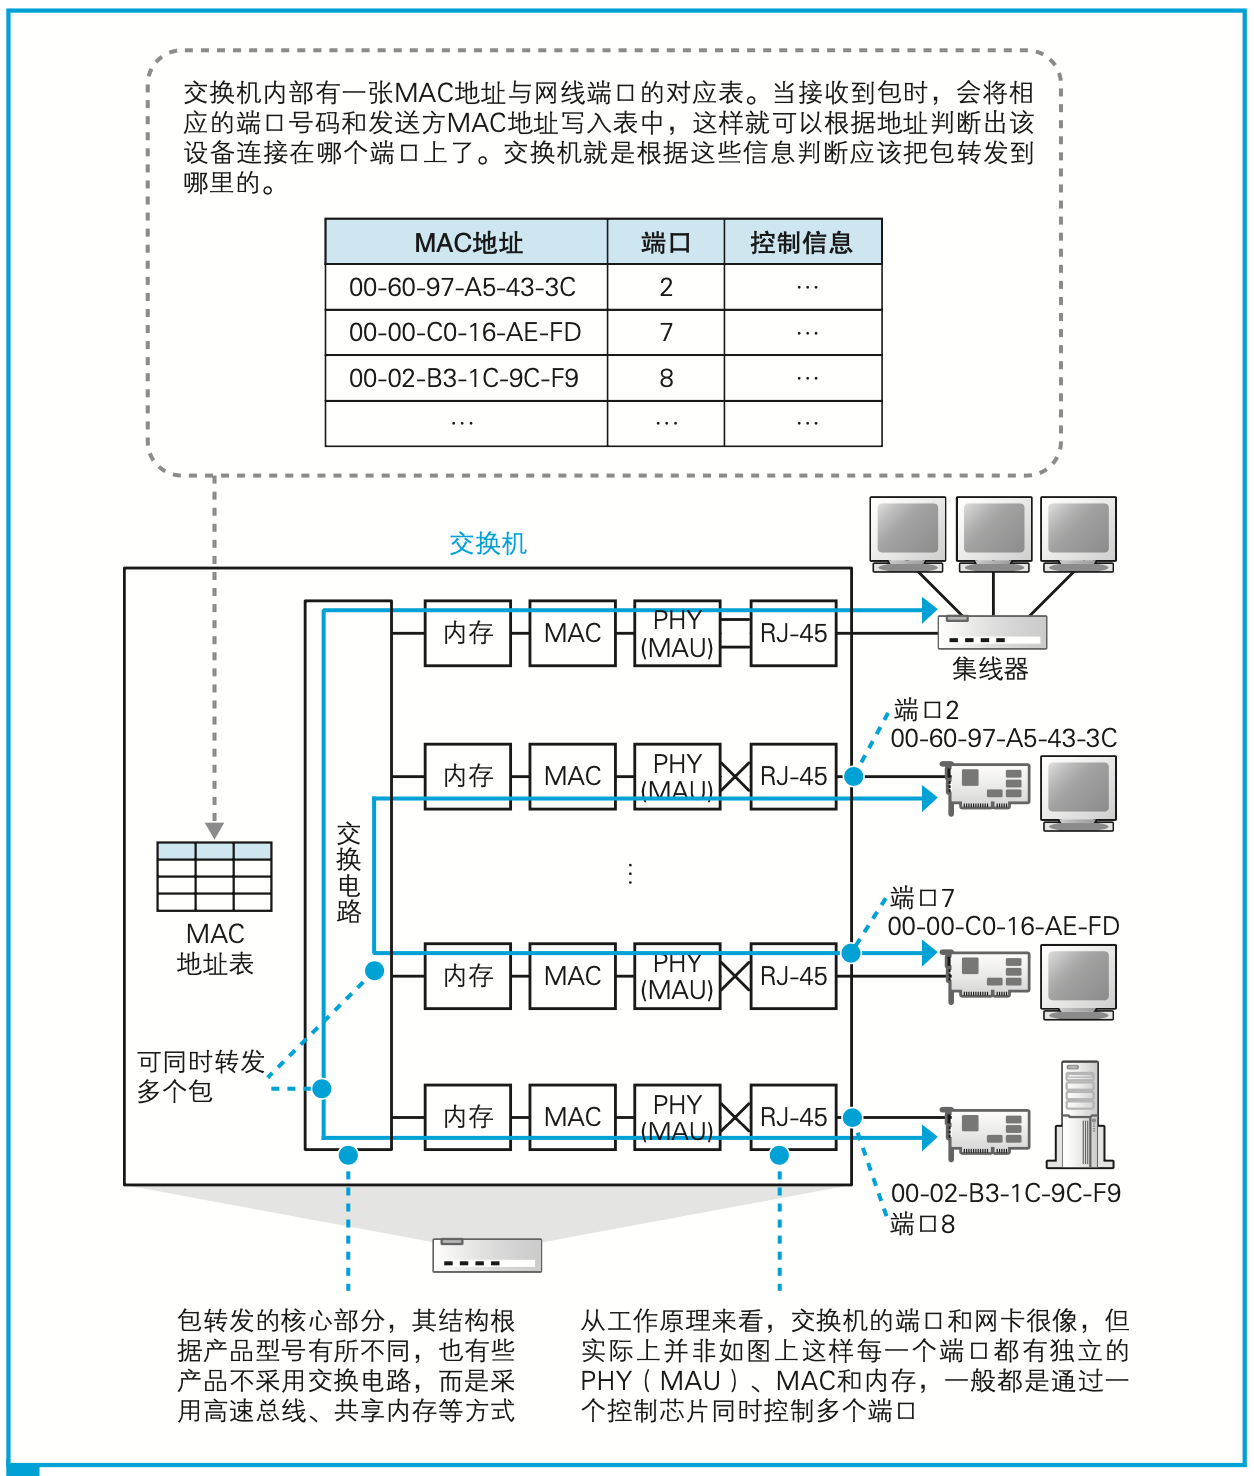 交换机内部有一张MAC地址与网线端口的对应表。当接收到包时，会将相
应的端口号码和发送方MAC地址写入表中，这样就可以根据地址判断出该
设备连接在哪个端口上了。交换机就是根据这些信息判断应该把包转发到
哪里的。
MAC地址 端口 控制信息
00-60-97-A5-43-3C 2 …
00-00-C0-16-AE-FD 7 …
00-02-B3-1C-9C-F9 8 …
… … …
交换机
内存 MAC PHY (MAU) RJ-45
集线器
端口2
00-60-97-A5-43-3C
内存 MAC PHY (MAU) RJ-45
交换电路
…
MAC
地址表
端口7
00-00-C0-16-AE-FD
内存 MAC PHY (MAU) RJ-45
可同时转发
多个包
内存 MAC PHY (MAU) RJ-45
00-02-B3-1C-9C-F9
端口8
包转发的核心部分，其结构根
据产品型号有所不同，也有些
产品不采用交换电路，而是采
用高速总线、共享内存等方式
从工作原理来看，交换机的端口和网卡很像，但
实际上并非如图上这样每一个端口都有独立的
PHY（MAU）、MAC和内存，一般都是通过一
个控制芯片同时控制多个端口